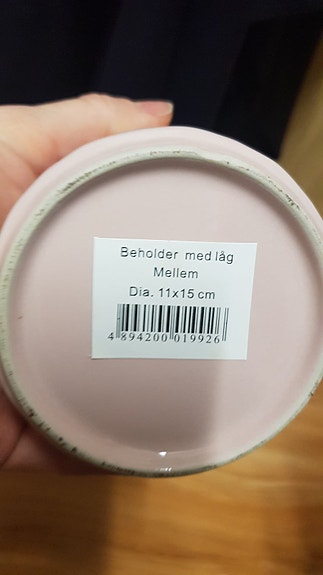 Beholder med låg
Mellem
Dia. 11x15 cm
4 894200 019926